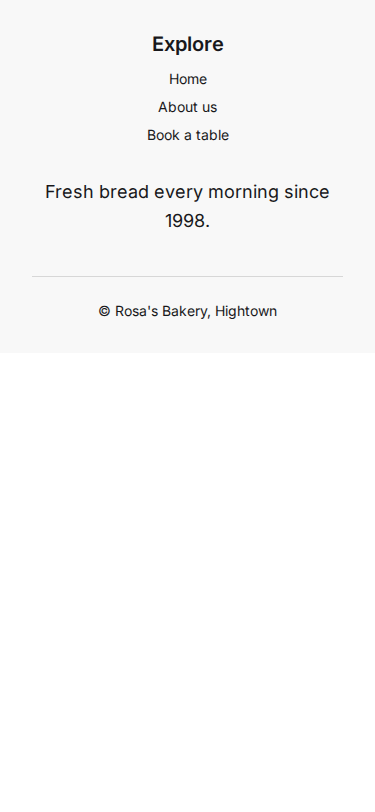 Explore
Home
About us
Book a table
Fresh bread every morning since
1998.
© Rosa's Bakery, Hightown